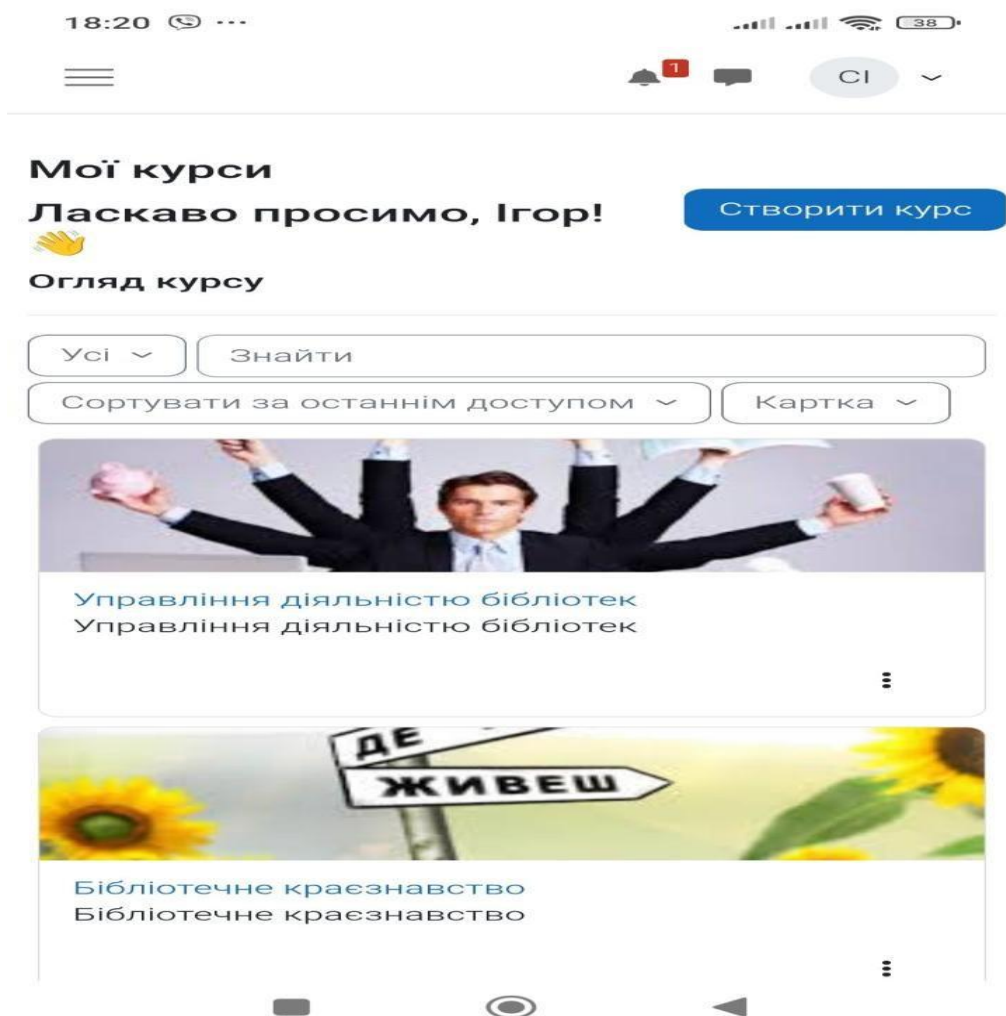 18:20
38
1
СІ
Мої курси
Ласкаво просимо, Ігор!
Створити курс
Огляд курсу
Усі
Знайти
Сортувати за останнім доступом
Картка
Управління діяльністю бібліотек
Управління діяльністю бібліотек
ДЕ
ЖИВЕШ
Бібліотечне краєзнавство
Бібліотечне краєзнавство